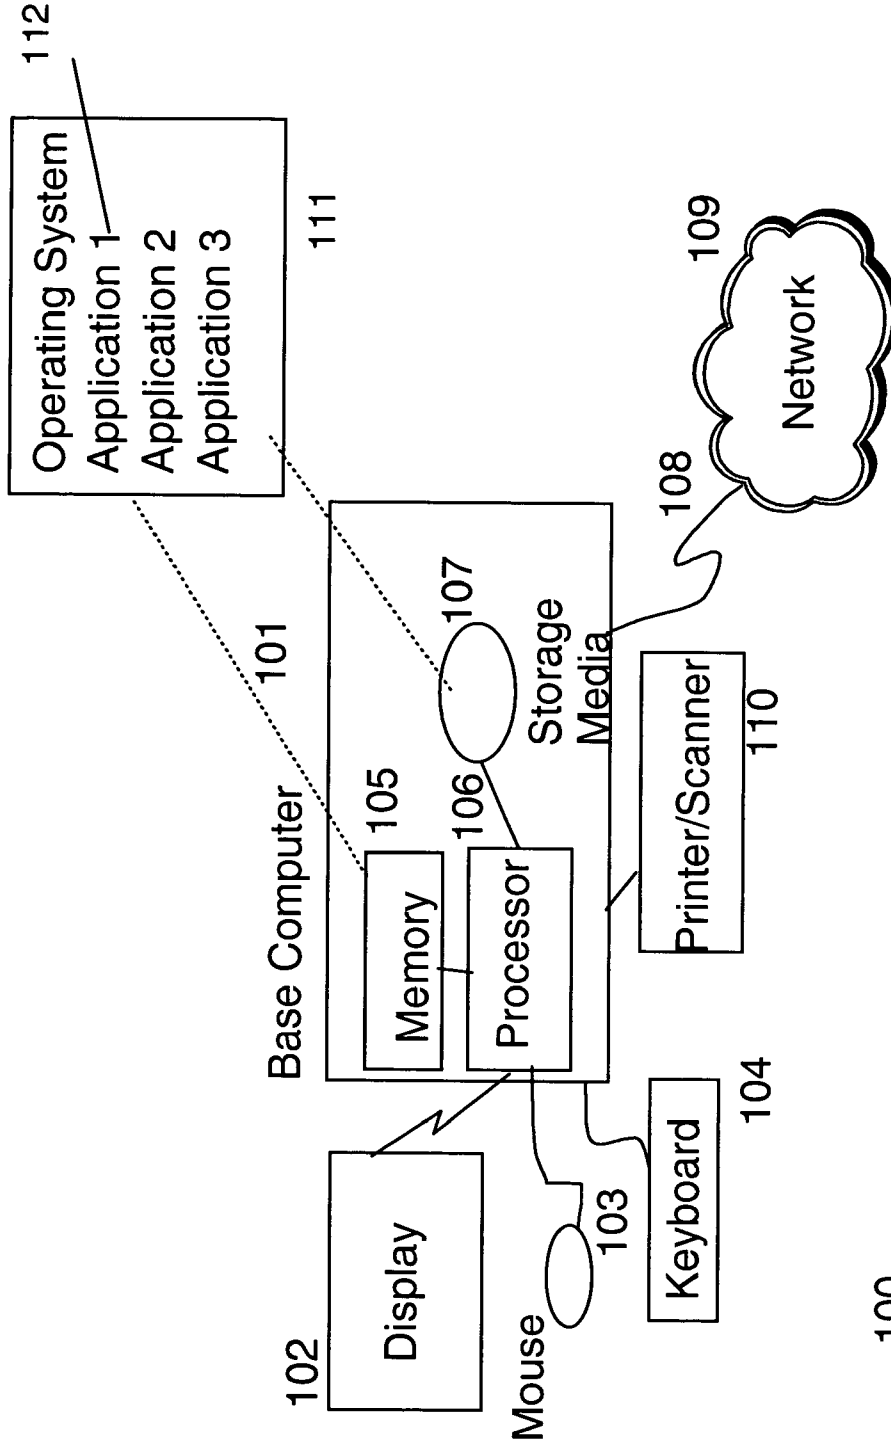 112
Operating System
Application 1
Application 2
Application 3
111
101
Base Computer
105
Memory
106
Processor
107
Storage
Media
108
109
Network
102
Display
Mouse
103
Keyboard
104
Printer/Scanner
110
100